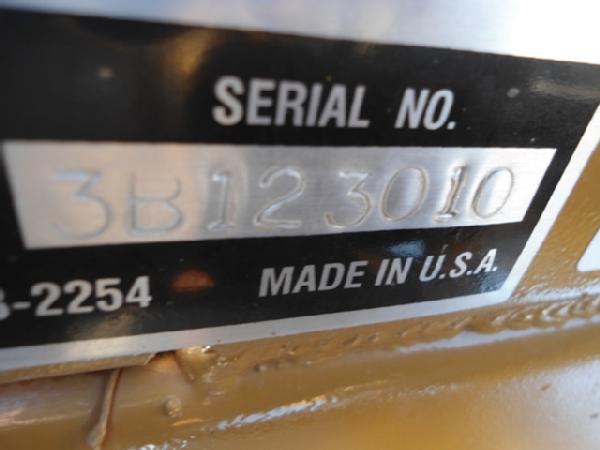 SERIAL NO.
3B123010
-2254
MADE IN U.S.A.